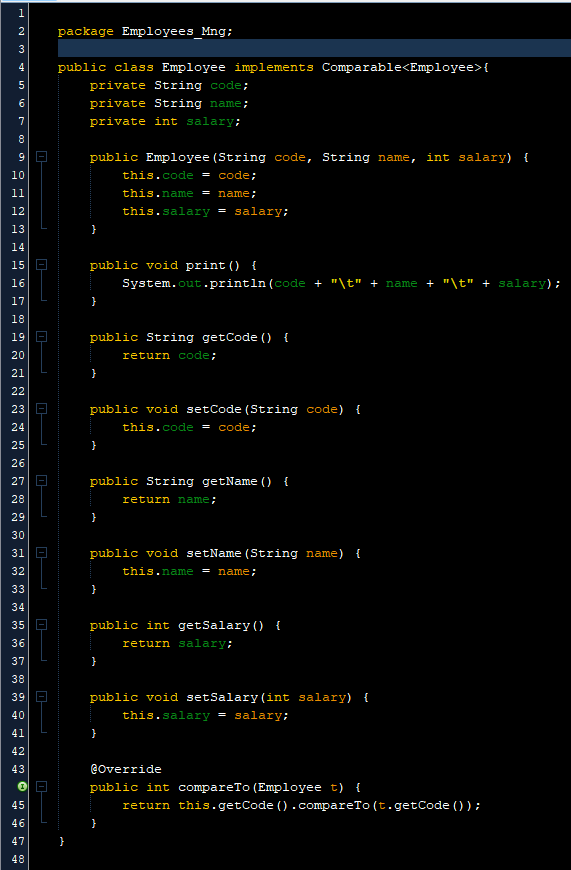 1
2 package Employees_Mng;
3
4 public class Employee implements Comparable<Employee>{
5     private String code;
6     private String name;
7     private int salary;
8
9     public Employee(String code, String name, int salary) {
10         this.code = code;
11         this.name = name;
12         this.salary = salary;
13     }
14
15     public void print() {
16         System.out.println(code + "\t" + name + "\t" + salary);
17     }
18
19     public String getCode() {
20         return code;
21     }
22
23     public void setCode(String code) {
24         this.code = code;
25     }
26
27     public String getName() {
28         return name;
29     }
30
31     public void setName(String name) {
32         this.name = name;
33     }
34
35     public int getSalary() {
36         return salary;
37     }
38
39     public void setSalary(int salary) {
40         this.salary = salary;
41     }
42
43     @Override
    public int compareTo(Employee t) {
45         return this.getCode().compareTo(t.getCode());
46     }
47 }
48